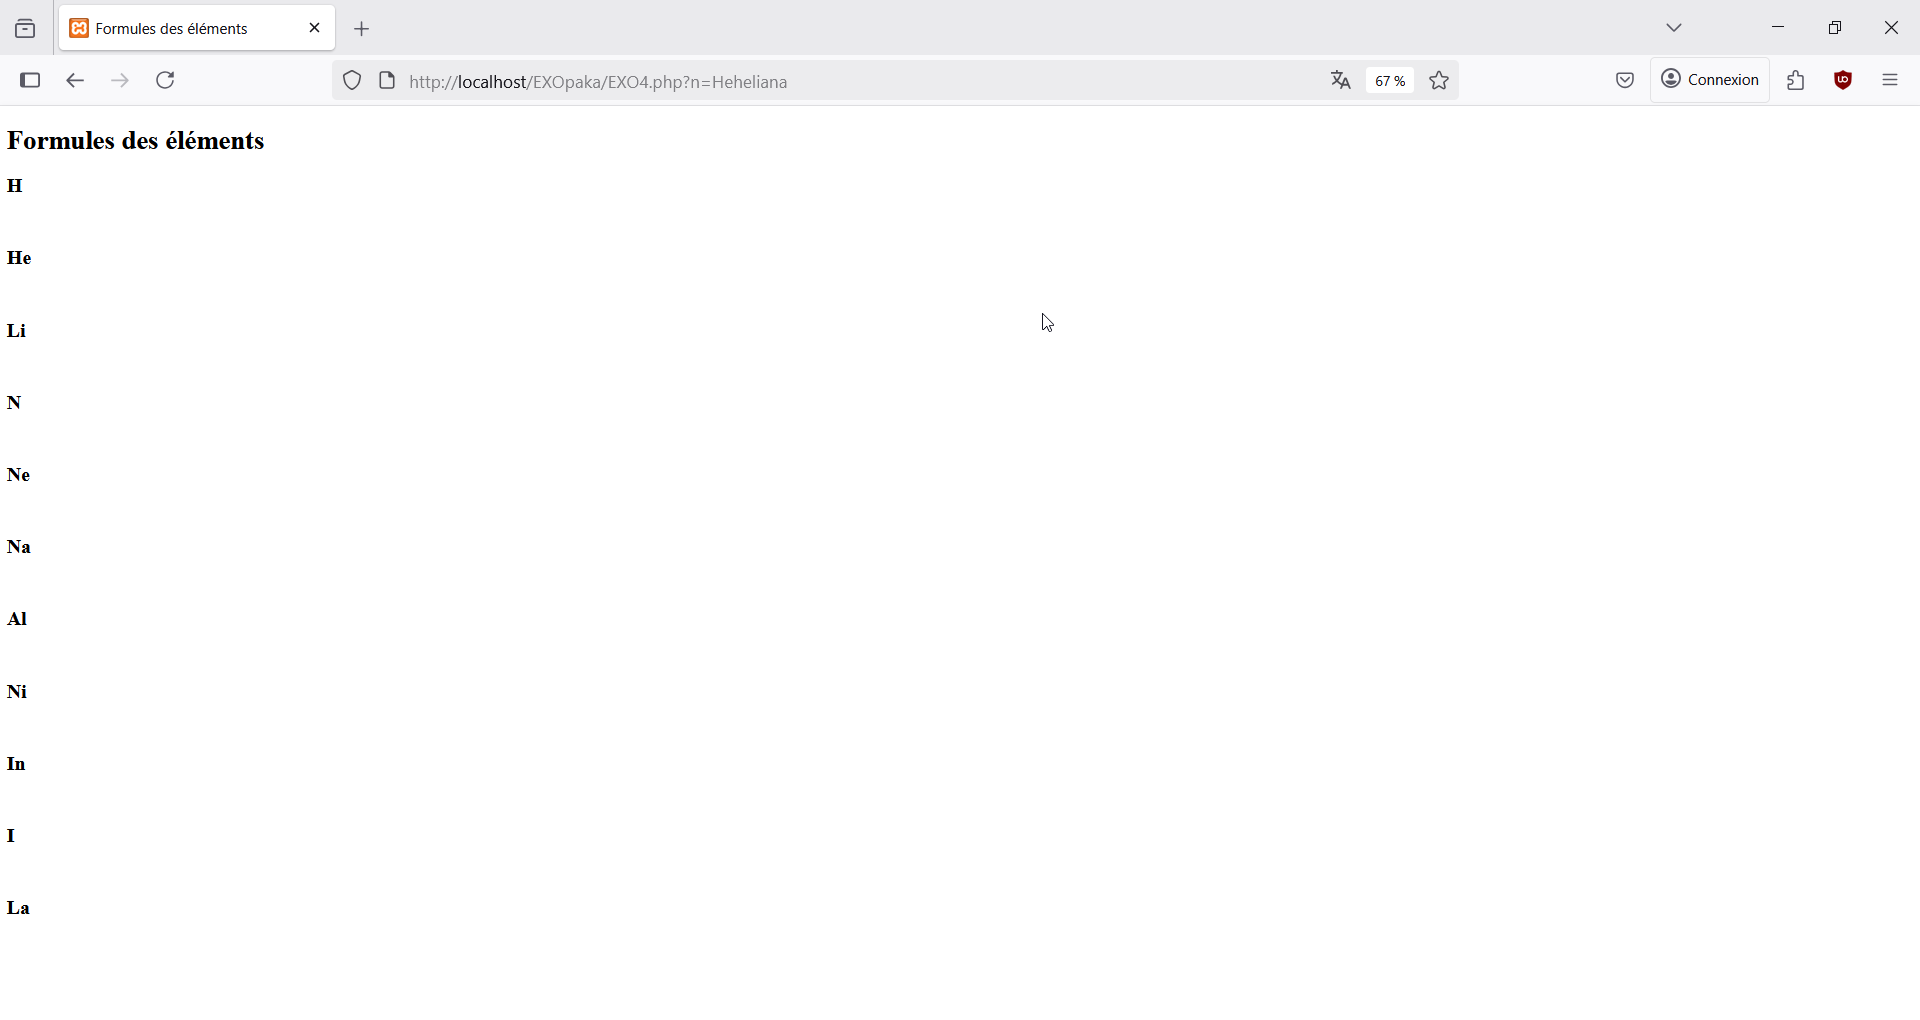 Formules des éléments
http://localhost/EXOpaka/EXO4.php?n=Heheliana
67 %
Connexion
Formules des éléments
H
He
Li
N
Ne
Na
Al
Ni
In
I
La